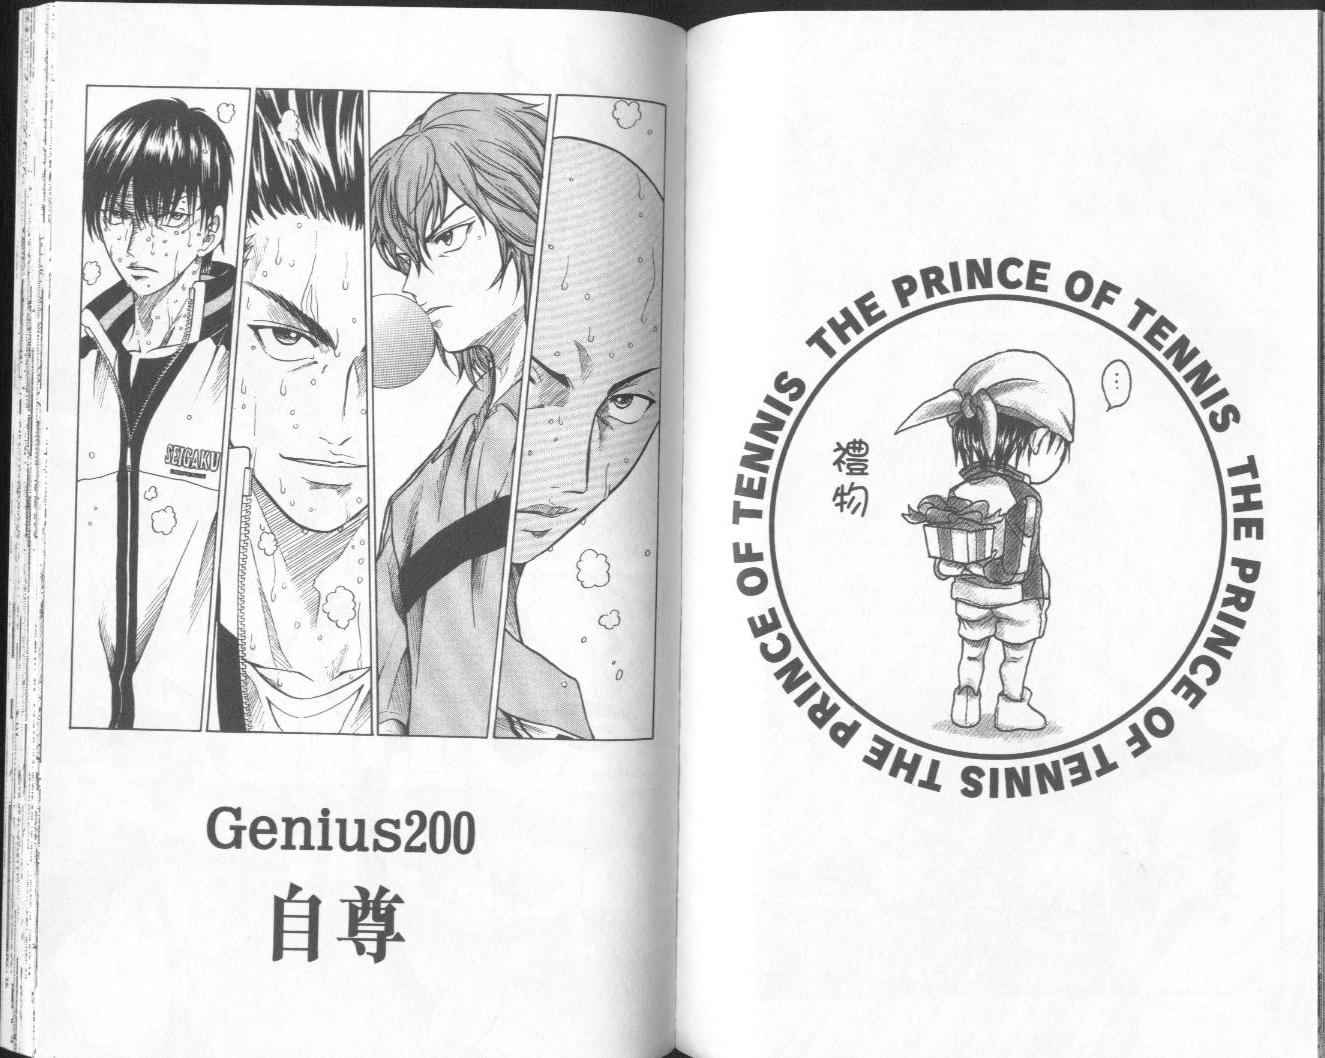 THE PRINCE OF TENNIS THE PRINCE OF TENNIS THE PRINCE OF TENNIS
…
禮物
SEIGAKU
Genius200
自尊